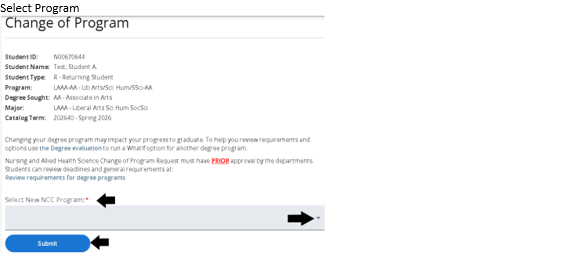 Select Program
Change of Program
Student ID: N00670644
Student Name: Test, Student A.
Student Type: R - Returning Student
Program: LAAA-AA - Lib Arts/Sci: Hum/SSci-AA
Degree Sought: AA - Associate in Arts
Major: LAAA - Liberal Arts Sci Hum SocSci
Catalog Term: 202640 - Spring 2026
Changing your degree program may impact your progress to graduate. To help you review requirements and
options use the Degree evaluation to run a What If option for another degree program.
Nursing and Allied Health Science Change of Program Request must have PRIOR approval by the departments.
Students can review deadlines and general requirements at:
Review requirements for degree programs
Select New NCC Program:*
Submit